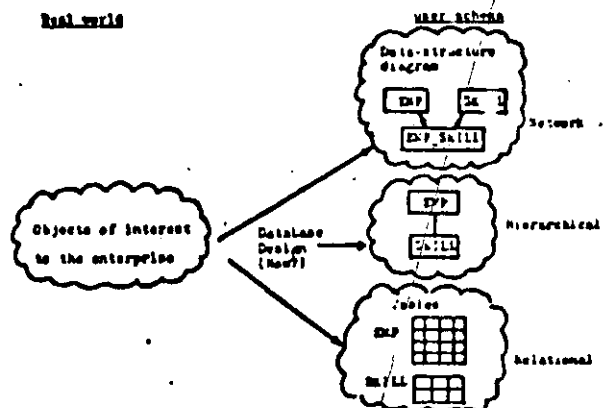 Real world
user schema
Data-structure
diagram
EMP
EMP_SKILL
Network
EMP
SKILL
Hierarchical
Objects of interest
to the enterprise
Database
Design
(How?)
Tables
EMP
SKILL
Relational